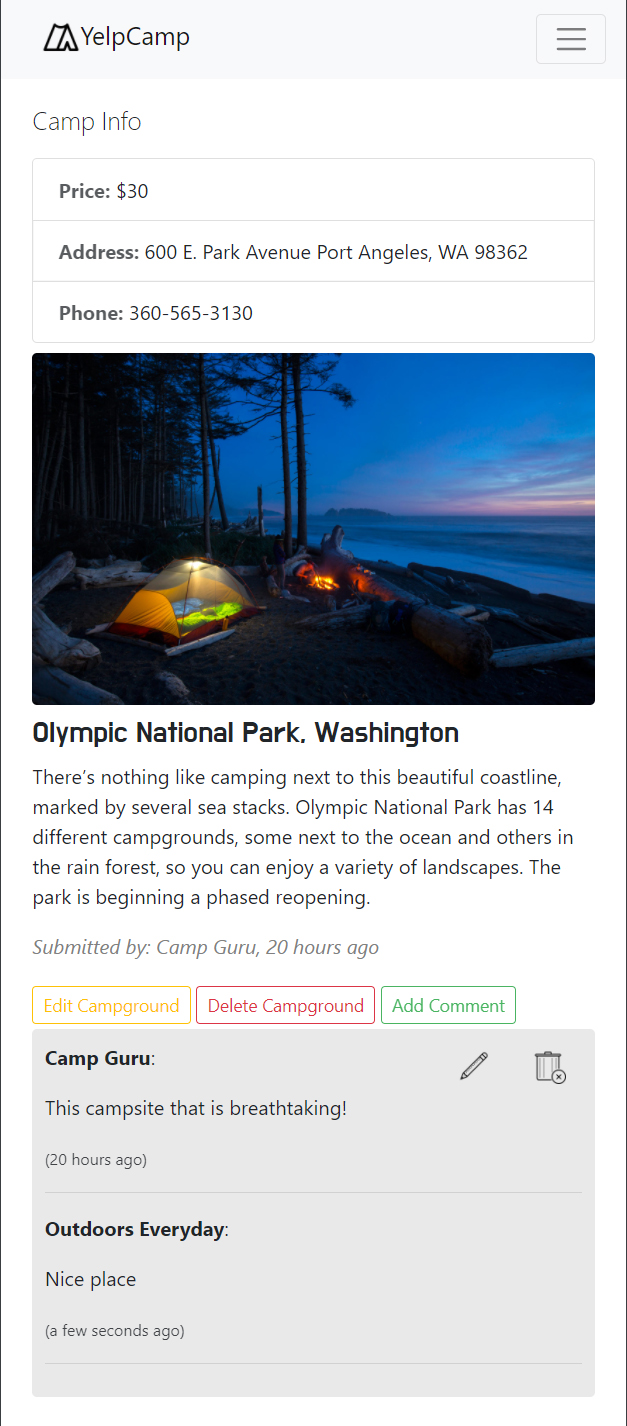 YelpCamp
Camp Info
Price: $30
Address: 600 E. Park Avenue Port Angeles, WA 98362
Phone: 360-565-3130
Olympic National Park, Washington
There's nothing like camping next to this beautiful coastline,
marked by several sea stacks. Olympic National Park has 14
different campgrounds, some next to the ocean and others in
the rain forest, so you can enjoy a variety of landscapes. The
park is beginning a phased reopening.
Submitted by: Camp Guru, 20 hours ago
Edit Campground Delete Campground Add Comment
Camp Guru:
This campsite that is breathtaking!
(20 hours ago)
Outdoors Everyday:
Nice place
(a few seconds ago)